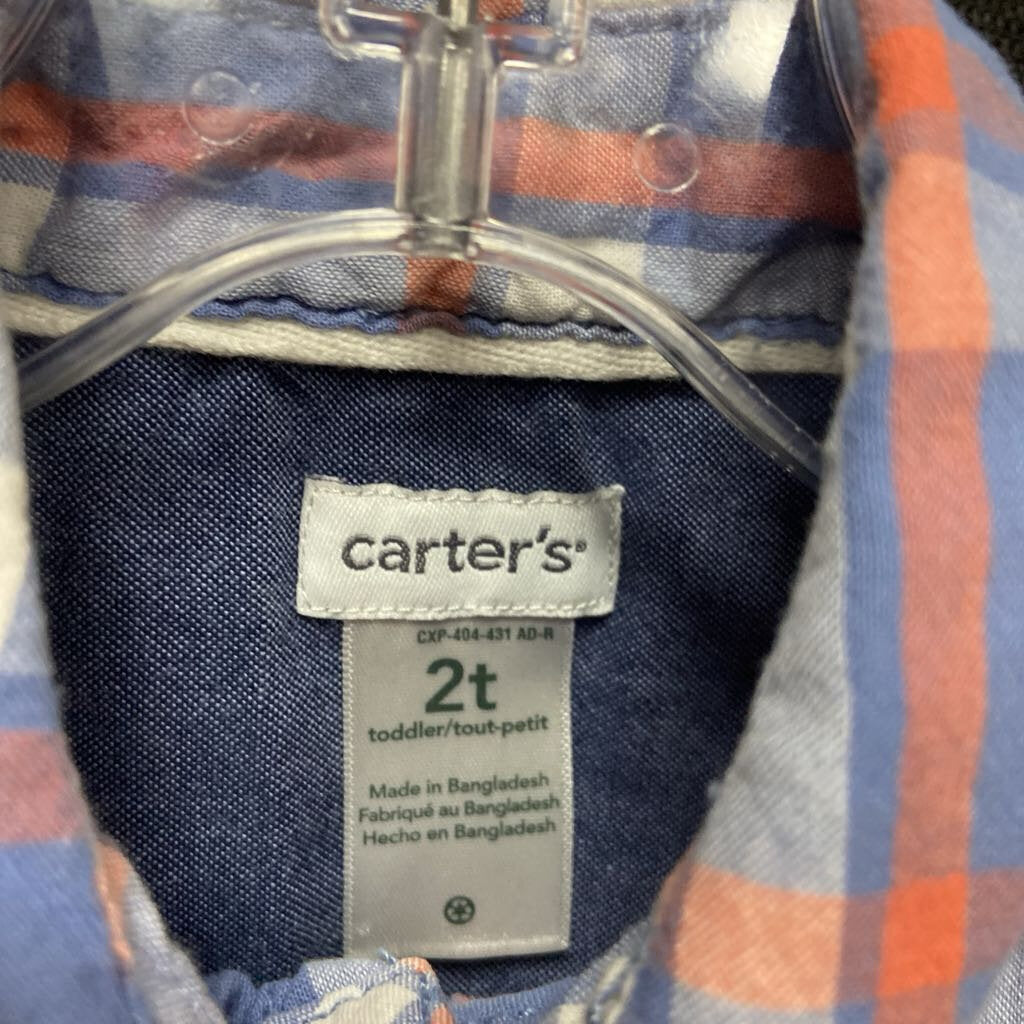 carter's®
CXP-404-431 AD-R
2t
toddler/tout-petit
Made in Bangladesh
Fabriqué au Bangladesh
Hecho en Bangladesh